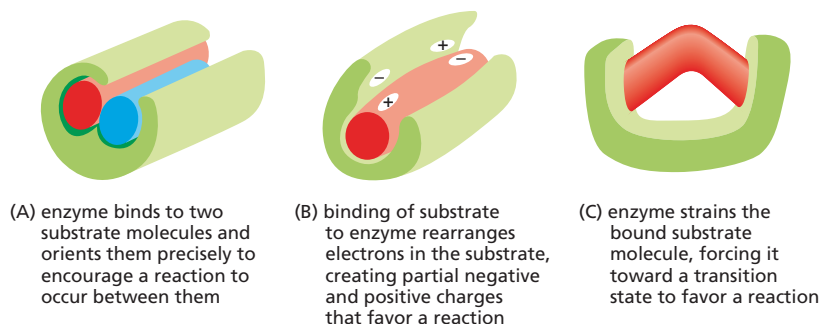 +
−
−
+
(A) enzyme binds to two
substrate molecules and
orients them precisely to
encourage a reaction to
occur between them
(B) binding of substrate
to enzyme rearranges
electrons in the substrate,
creating partial negative
and positive charges
that favor a reaction
(C) enzyme strains the
bound substrate
molecule, forcing it
toward a transition
state to favor a reaction